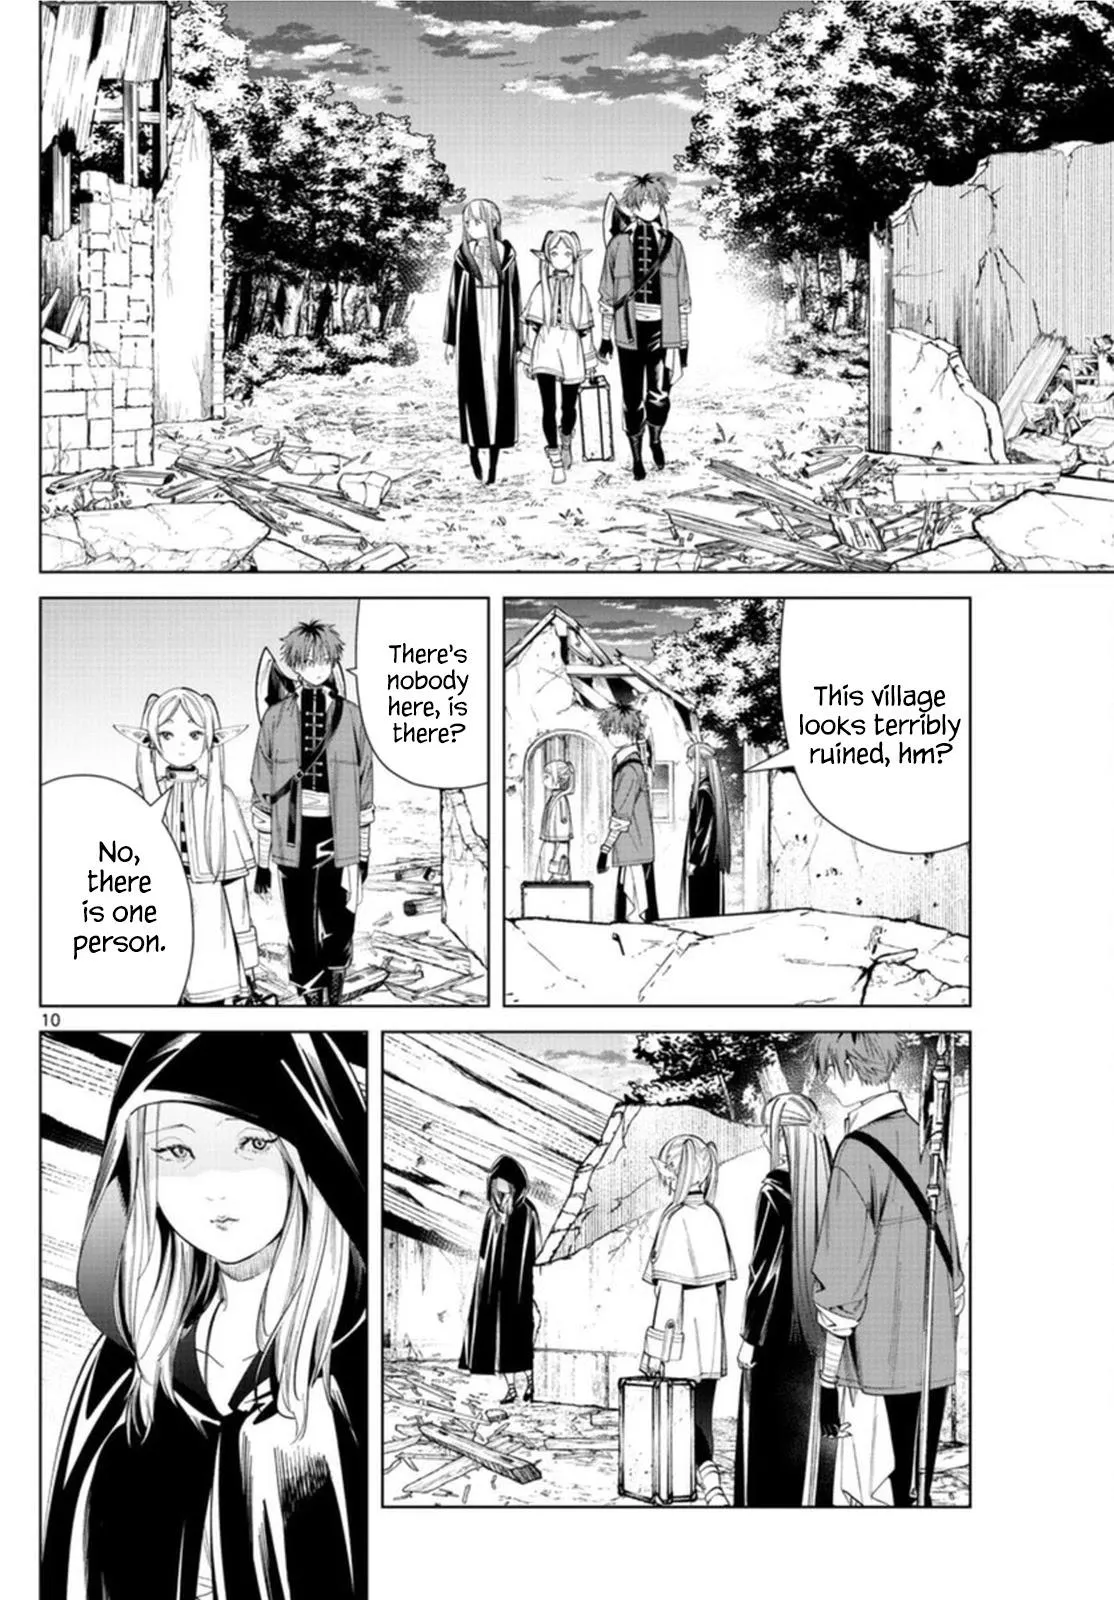 This village
looks terribly
ruined, hm?
There's
nobody
here, is
there?
No,
there
is one
person.
10